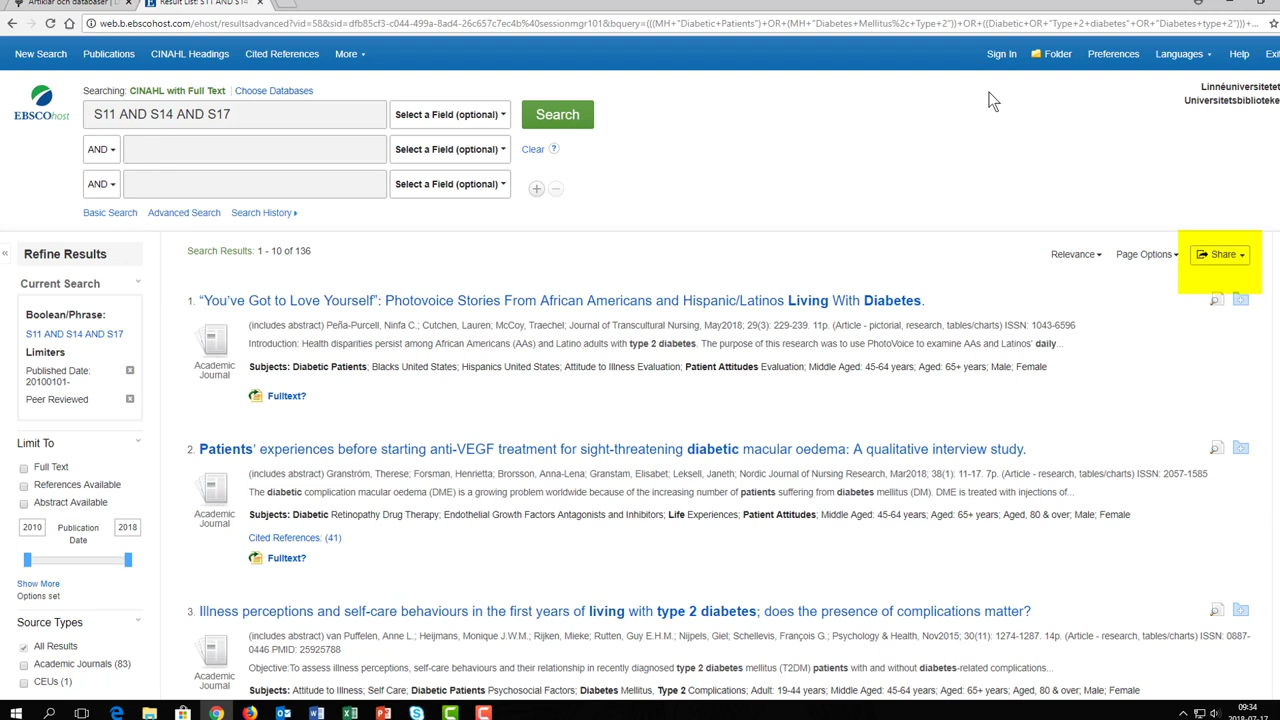 Artiklar och databaser | L
Result List: S11 AND S14
web.b.ebscohost.com/ehost/resultsadvanced?vid=58&sid=dfb85cf3-c044-499a-8ad4-26c657c7ec4b%40sessionmgr101&bquery=(((MH+"Diabetic+Patients")+OR+(MH+"Diabetes+Mellitus%2c+Type+2"))+OR+((Diabetic+OR+"Type+2+diabetes"+OR+"Diabetes+type+2")))+...
New Search Publications CINAHL Headings Cited References More Sign In Folder Preferences Languages Help Exi
Searching: CINAHL with Full Text Choose Databases
Linnéuniversitetet
Universitetsbiblioteke
EBSCOhost
S11 AND S14 AND S17 Select a Field (optional) Search
AND Select a Field (optional) Clear ?
AND Select a Field (optional)
Basic Search Advanced Search Search History
Refine Results
Current Search
Boolean/Phrase:
S11 AND S14 AND S17
Limiters
Published Date:
20100101-
Peer Reviewed
Limit To
Full Text
References Available
Abstract Available
2010 Publication Date 2018
Show More
Options set
Source Types
All Results
Academic Journals (83)
CEUs (1)
Search Results: 1 - 10 of 136
Relevance Page Options Share
1. “You’ve Got to Love Yourself”: Photovoice Stories From African Americans and Hispanic/Latinos Living With Diabetes.
(includes abstract) Peña-Purcell, Ninfa C.; Cutchen, Lauren; McCoy, Traechel; Journal of Transcultural Nursing, May2018; 29(3): 229-239. 11p. (Article - pictorial, research, tables/charts) ISSN: 1043-6596
Introduction: Health disparities persist among African Americans (AAs) and Latino adults with type 2 diabetes. The purpose of this research was to use PhotoVoice to examine AAs and Latinos’ daily...
Academic Journal
Subjects: Diabetic Patients; Blacks United States; Hispanics United States; Attitude to Illness Evaluation; Patient Attitudes Evaluation; Middle Aged: 45-64 years; Aged: 65+ years; Male; Female
Fulltext?
2. Patients’ experiences before starting anti-VEGF treatment for sight-threatening diabetic macular oedema: A qualitative interview study.
(includes abstract) Granström, Therese; Forsman, Henrietta; Brorsson, Anna-Lena; Granstam, Elisabet; Leksell, Janeth; Nordic Journal of Nursing Research, Mar2018; 38(1): 11-17. 7p. (Article - research, tables/charts) ISSN: 2057-1585
The diabetic complication macular oedema (DME) is a growing problem worldwide because of the increasing number of patients suffering from diabetes mellitus (DM). DME is treated with injections of...
Academic Journal
Subjects: Diabetic Retinopathy Drug Therapy; Endothelial Growth Factors Antagonists and Inhibitors; Life Experiences; Patient Attitudes; Middle Aged: 45-64 years; Aged: 65+ years; Aged, 80 & over; Male; Female
Cited References: (41)
Fulltext?
3. Illness perceptions and self-care behaviours in the first years of living with type 2 diabetes; does the presence of complications matter?
(includes abstract) van Puffelen, Anne L.; Heijmans, Monique J.W.M.; Rijken, Mieke; Rutten, Guy E.H.M.; Nijpels, Giel; Schellevis, François G.; Psychology & Health, Nov2015; 30(11): 1274-1287. 14p. (Article - research, tables/charts) ISSN: 0887-
0446 PMID: 25925788
Objective:To assess illness perceptions, self-care behaviours and their relationship in recently diagnosed type 2 diabetes mellitus (T2DM) patients with and without diabetes-related complications...
Academic Journal
Subjects: Attitude to Illness; Self Care; Diabetic Patients Psychosocial Factors; Diabetes Mellitus, Type 2 Complications; Adult: 19-44 years; Middle Aged: 45-64 years; Aged: 65+ years; Aged, 80 & over; Male; Female
09:34
2018-07-17